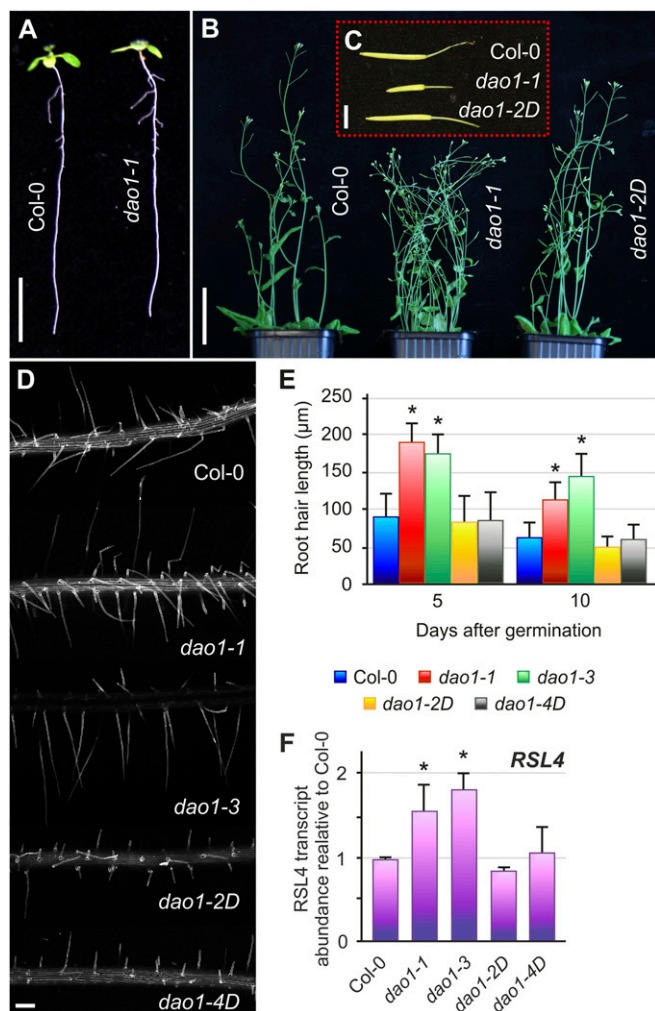 A
Col-0
dao1-1
B
C
Col-0
dao1-1
dao1-2D
Col-0
dao1-1
dao1-2D
D
Col-0
dao1-1
dao1-3
dao1-2D
dao1-4D
E
Root hair length (µm)
250
200
150
100
50
0
* * * *
5 10
Days after germination
Col-0 dao1-1 dao1-3
dao1-2D dao1-4D
F
RSL4
RSL4 transcript
abundance realative to Col-0
2
1
0
* *
Col-0 dao1-1 dao1-3 dao1-2D dao1-4D